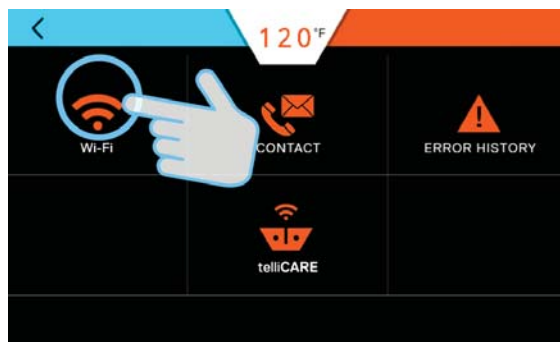 120°F
Wi-Fi
CONTACT
ERROR HISTORY
telliCARE